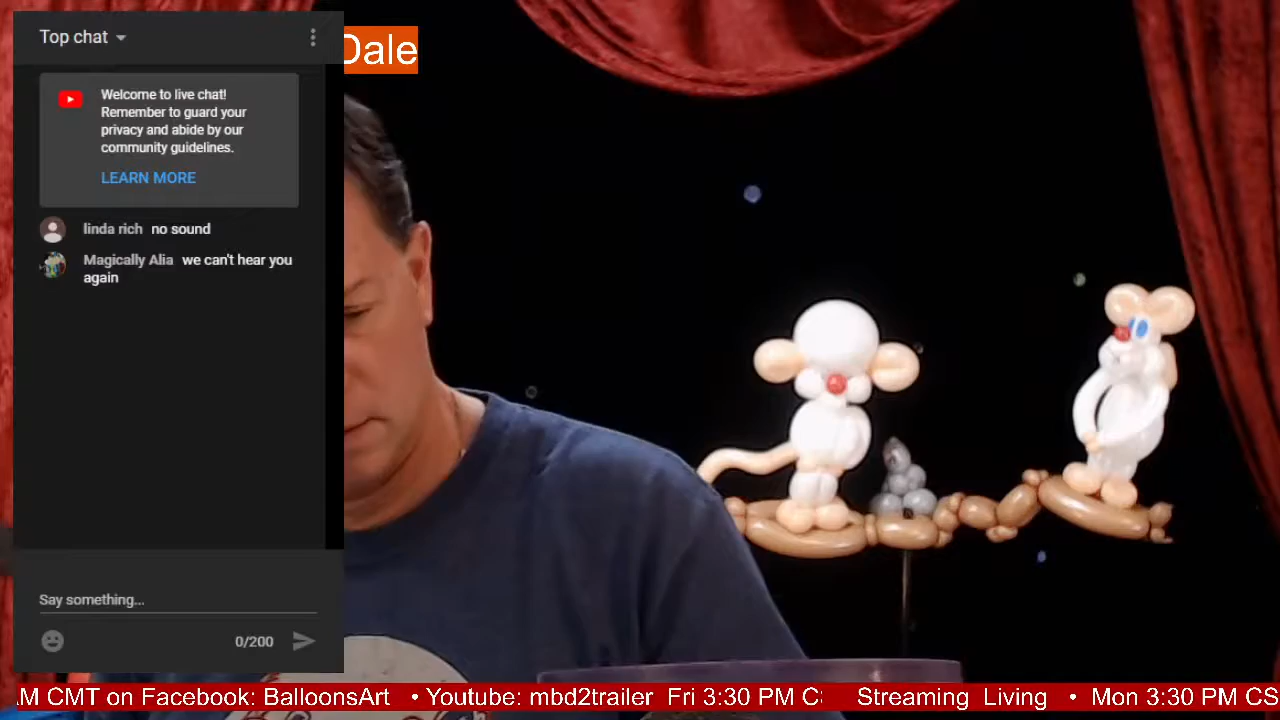 Top chat
Dale
Welcome to live chat!
Remember to guard your
privacy and abide by our
community guidelines.
LEARN MORE
linda rich no sound
Magically Alia we can't hear you
again
Say something...
0/200
CMT on Facebook: BalloonsArt • Youtube: mbd2trailer Fri 3:30 PM Streaming Living • Mon 3:30 PM CS